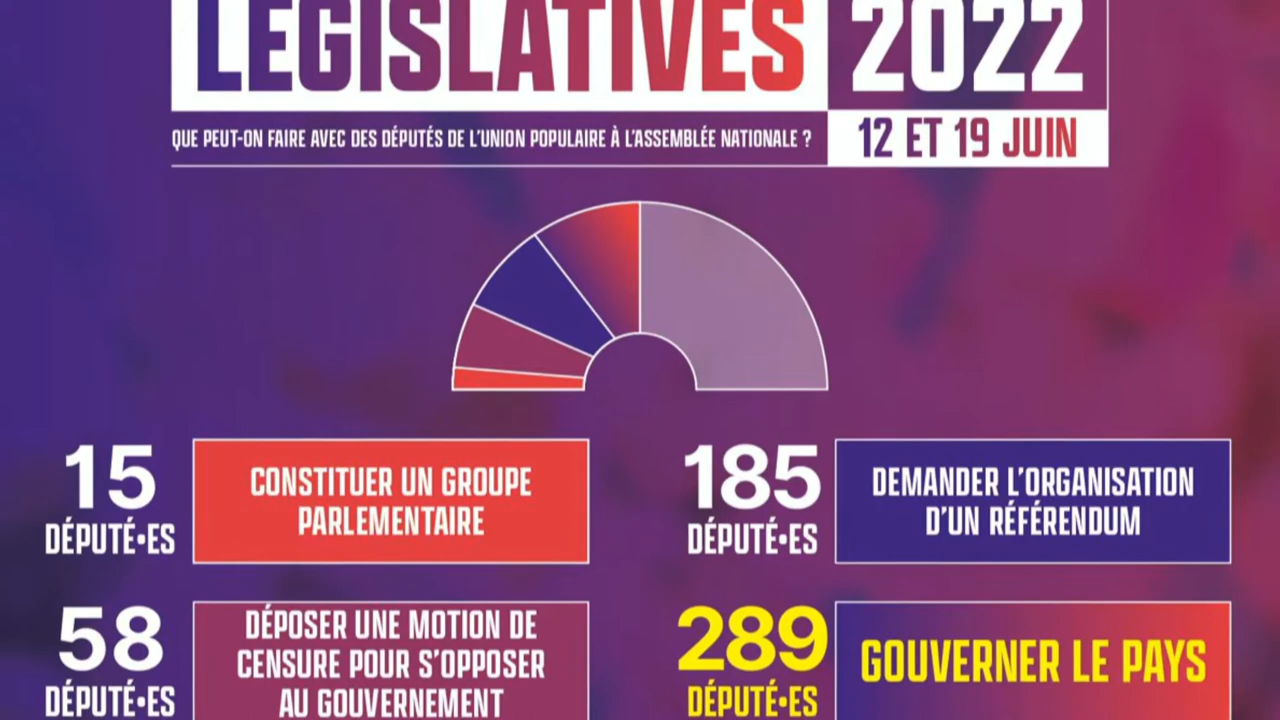 LÉGISLATIVES
2022
QUE PEUT-ON FAIRE AVEC DES DÉPUTÉS DE L'UNION POPULAIRE À L'ASSEMBLÉE NATIONALE ?
12 ET 19 JUIN
15
DÉPUTÉ•ES
CONSTITUER UN GROUPE
PARLEMENTAIRE
185
DÉPUTÉ•ES
DEMANDER L'ORGANISATION
D'UN RÉFÉRENDUM
58
DÉPUTÉ•ES
DÉPOSER UNE MOTION DE
CENSURE POUR S'OPPOSER
AU GOUVERNEMENT
289
DÉPUTÉ•ES
GOUVERNER LE PAYS